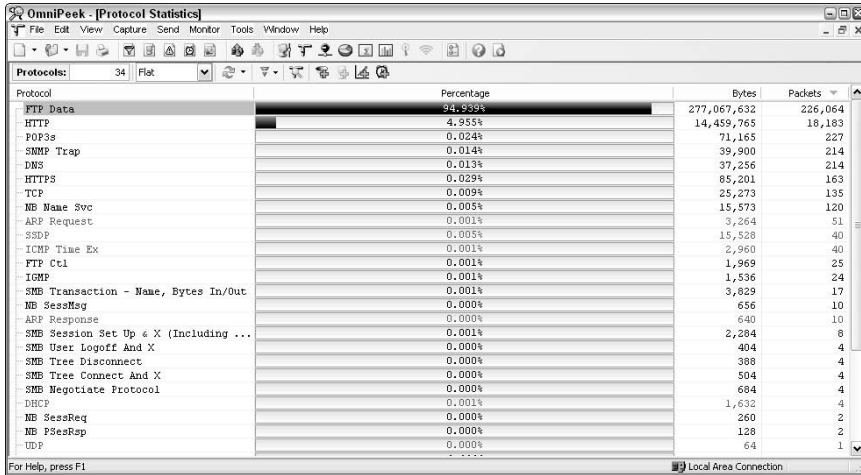 OmniPeek - [Protocol Statistics]
File Edit View Capture Send Monitor Tools Window Help
Protocols: 34 Flat
Protocol Percentage Bytes Packets
FTP Data 94.939% 277,067,632 226,064
HTTP 4.955% 14,459,765 18,183
POP3s 0.024% 71,165 227
SNMP Trap 0.014% 39,900 214
DNS 0.013% 37,256 214
HTTPS 0.029% 85,201 163
TCP 0.009% 25,273 135
NB Name Svc 0.005% 15,573 120
ARP Request 0.001% 3,264 51
SSDP 0.005% 15,528 40
ICMP Time Ex 0.001% 2,960 40
FTP Ctl 0.001% 1,969 25
IGMP 0.001% 1,536 24
SMB Transaction - Name, Bytes In/Out 0.001% 3,829 17
NB SessMsg 0.000% 656 10
ARP Response 0.000% 640 10
SMB Session Set Up & X (Including ... 0.001% 2,284 8
SMB User Logoff And X 0.000% 404 4
SMB Tree Disconnect 0.000% 388 4
SMB Tree Connect And X 0.000% 504 4
SMB Negotiate Protocol 0.000% 684 4
DHCP 0.001% 1,632 4
NB SessReq 0.000% 260 2
NB PSesRsp 0.000% 128 2
UDP 0.000% 64 1
For Help, press F1 Local Area Connection